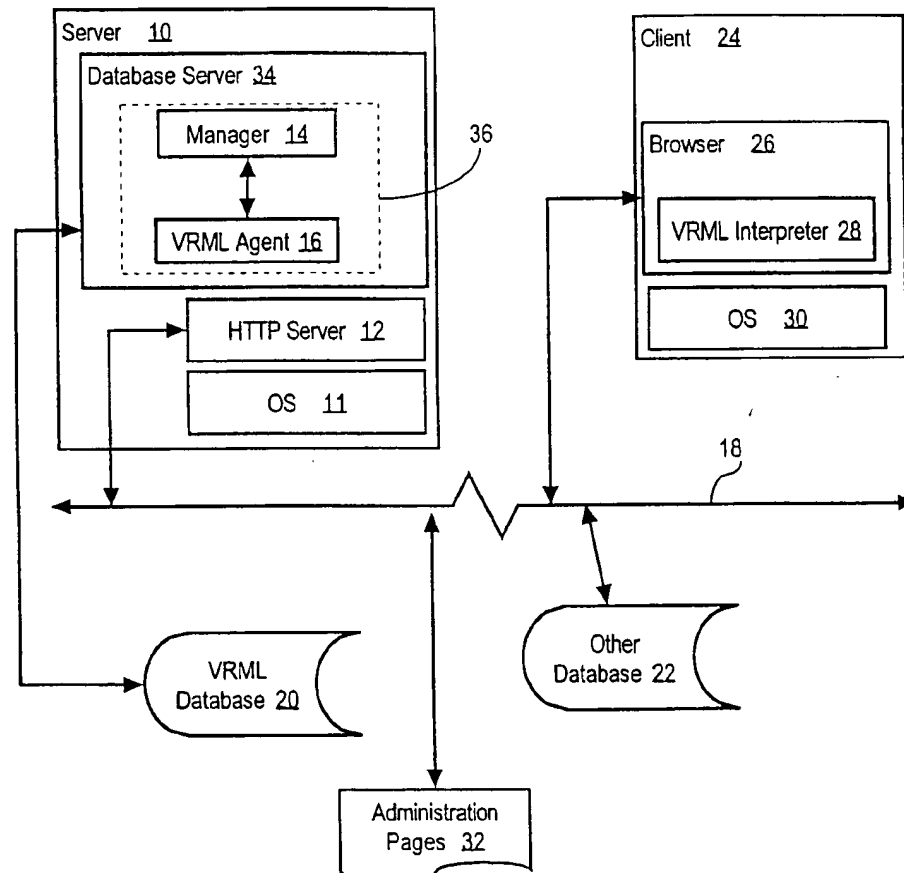 Server 10
Database Server 34
Manager 14
VRML Agent 16
36
HTTP Server 12
OS 11
Client 24
Browser 26
VRML Interpreter 28
OS 30
18
VRML
Database 20
Other
Database 22
Administration
Pages 32